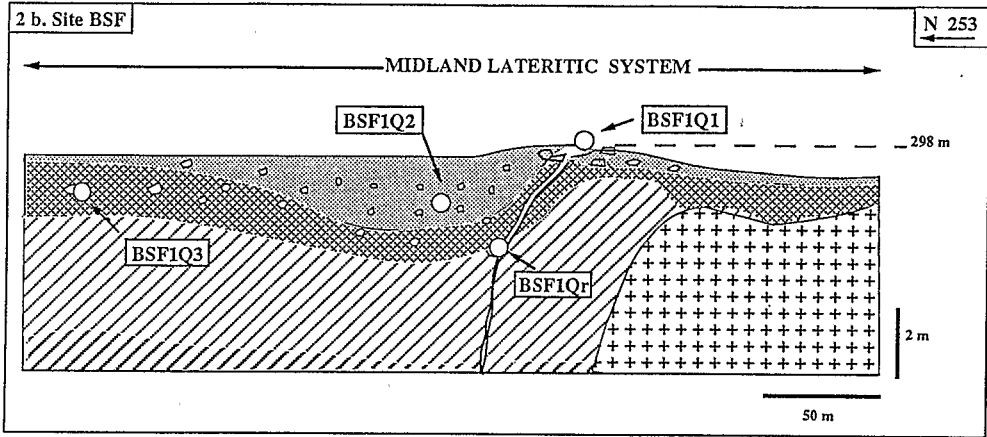 2 b. Site BSF
N 253
MIDLAND LATERITIC SYSTEM
BSF1Q2
BSF1Q1
298 m
BSF1Q3
BSF1Qr
2 m
50 m